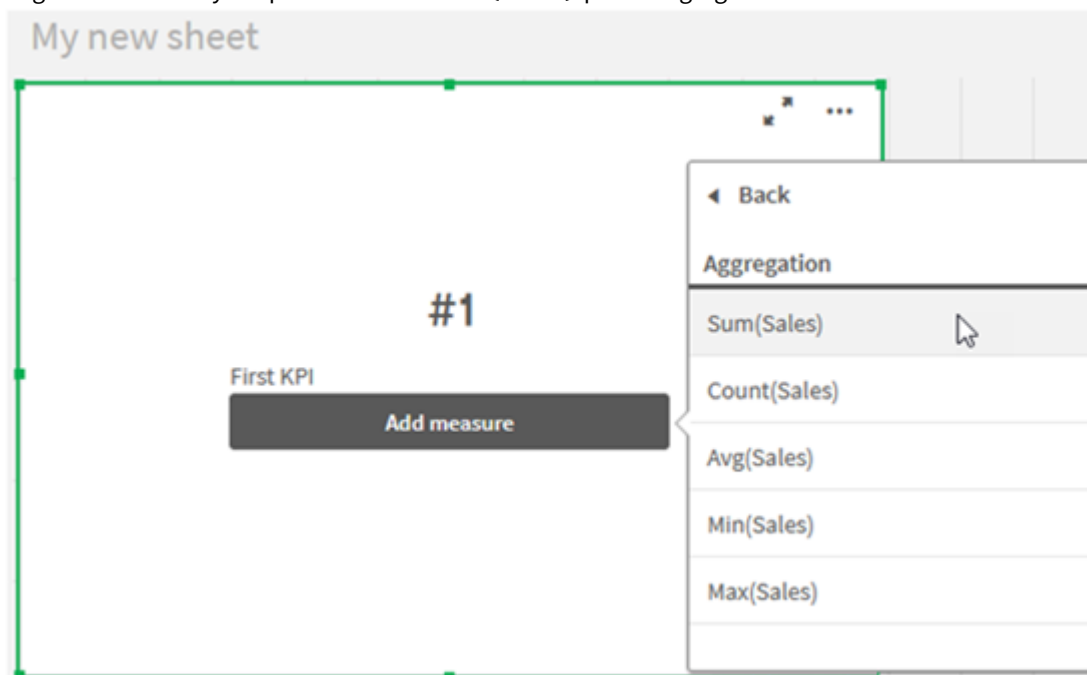 My new sheet
◀ Back
Aggregation
#1
Sum(Sales)
First KPI
Count(Sales)
Add measure
Avg(Sales)
Min(Sales)
Max(Sales)